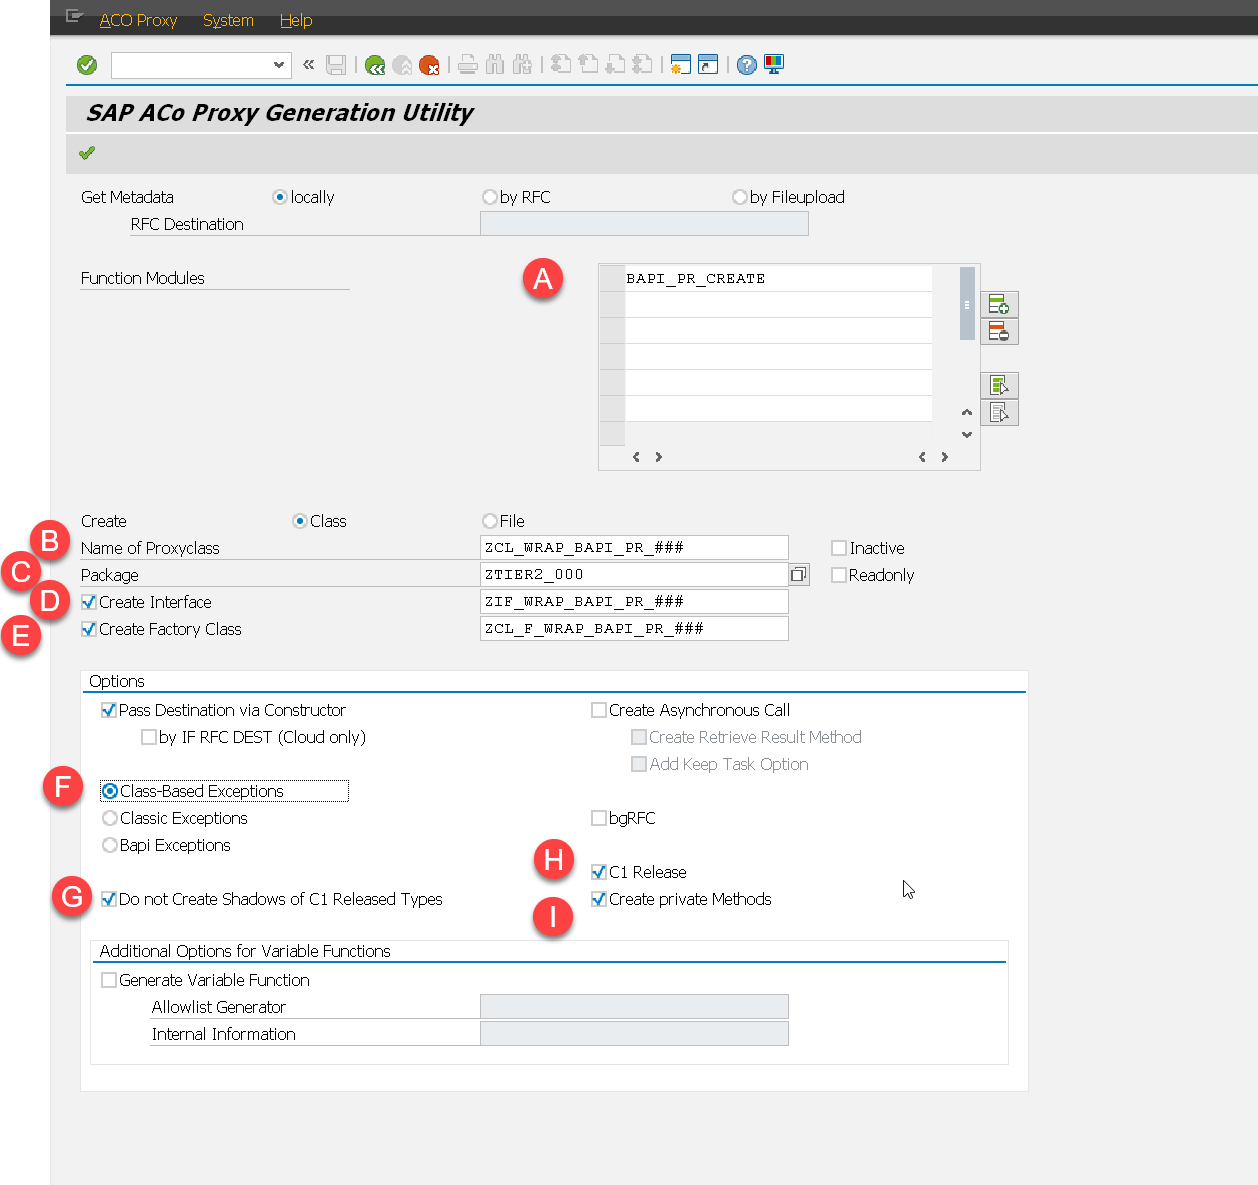 ACO Proxy System Help
SAP ACo Proxy Generation Utility
Get Metadata locally by RFC by Fileupload
RFC Destination
Function Modules A BAPI_PR_CREATE
Create Class File
B Name of Proxyclass ZCL_WRAP_BAPI_PR_### Inactive
C Package ZTIER2_000 Readonly
D Create Interface ZIF_WRAP_BAPI_PR_###
E Create Factory Class ZCL_F_WRAP_BAPI_PR_###
Options
Pass Destination via Constructor Create Asynchronous Call
by IF RFC DEST (Cloud only) Create Retrieve Result Method
Add Keep Task Option
F Class-Based Exceptions
Classic Exceptions bgRFC
Bapi Exceptions
H C1 Release
G Do not Create Shadows of C1 Released Types I Create private Methods
Additional Options for Variable Functions
Generate Variable Function
Allowlist Generator
Internal Information